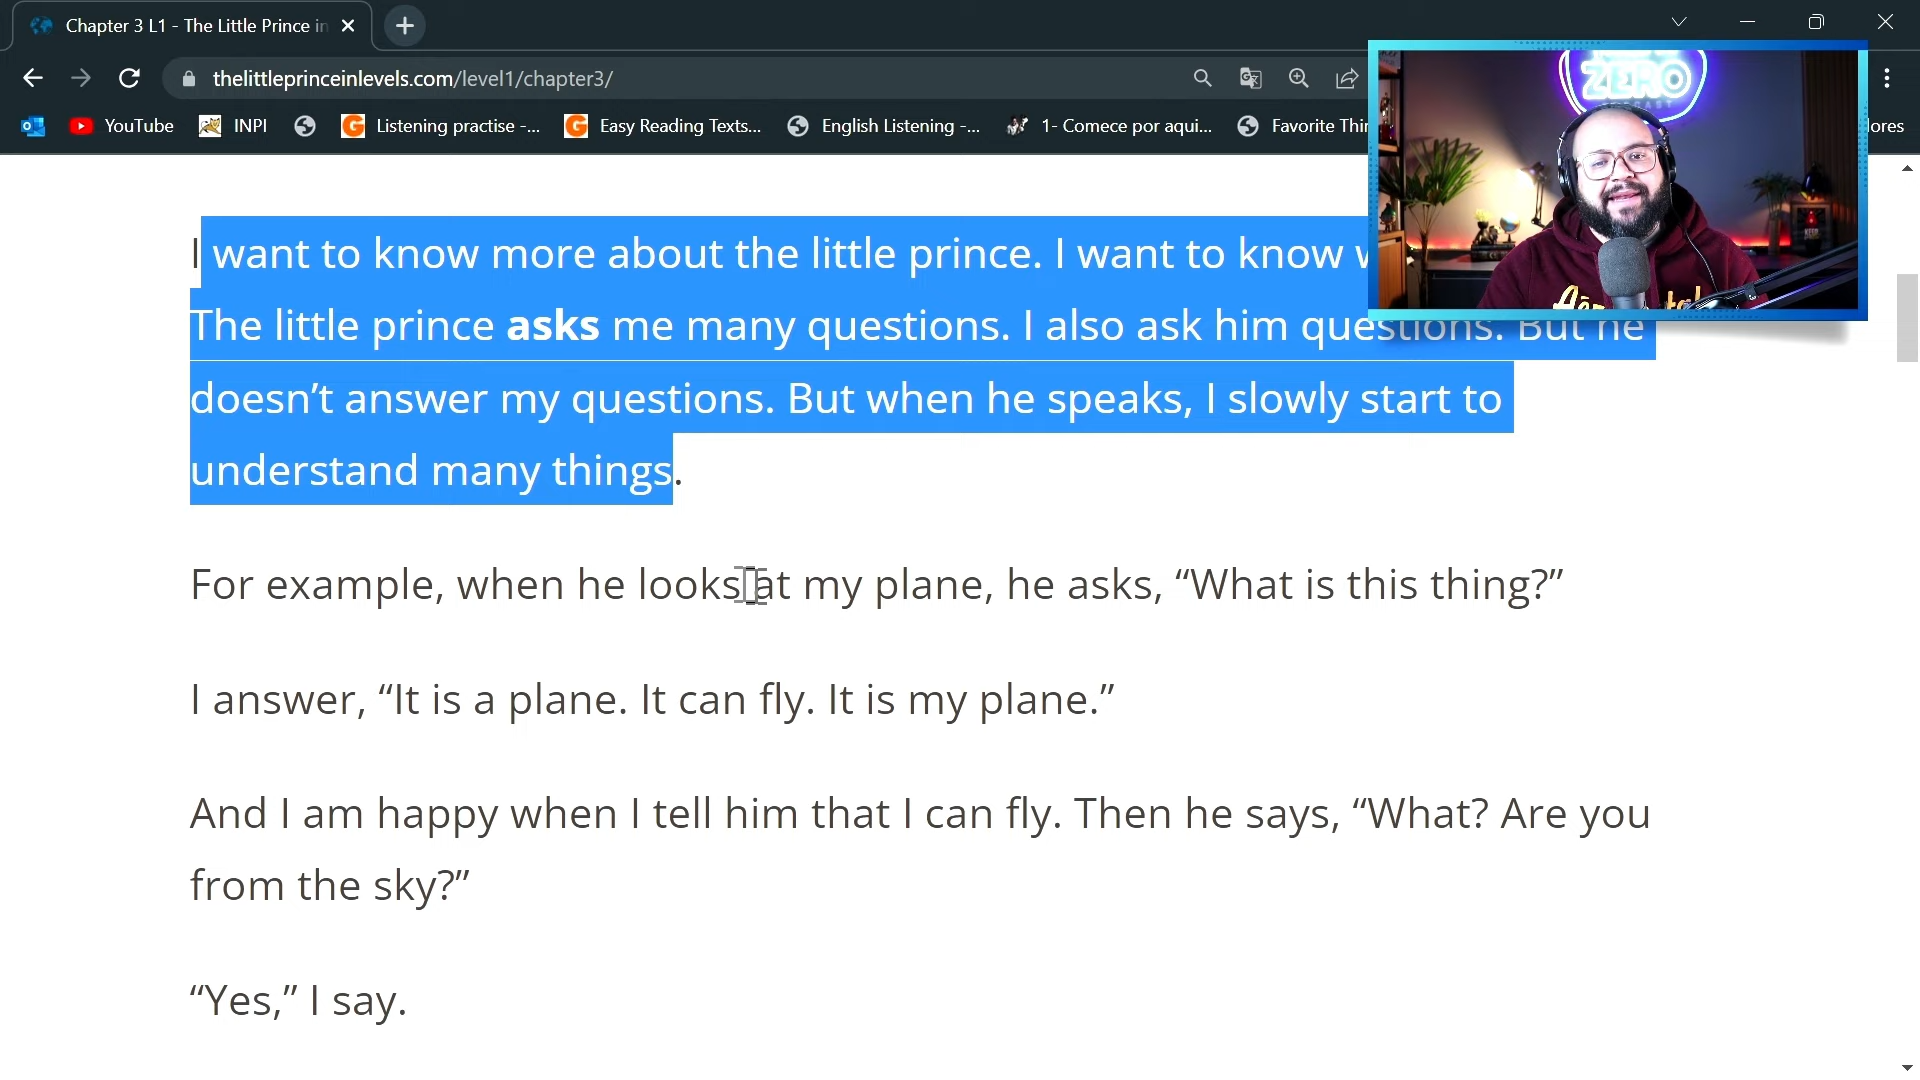 Chapter 3 L1 - The Little Prince in
thelittleprinceinlevels.com/level1/chapter3/
YouTube INPI Listening practise -... Easy Reading Texts... English Listening -... 1- Comece por aqui... Favorite Thi
ZERO
I want to know more about the little prince. I want to know
The little prince asks me many questions. I also ask him questions. But he
doesn’t answer my questions. But when he speaks, I slowly start to
understand many things.
For example, when he looks at my plane, he asks, “What is this thing?”
I answer, “It is a plane. It can fly. It is my plane.”
And I am happy when I tell him that I can fly. Then he says, “What? Are you
from the sky?”
“Yes,” I say.